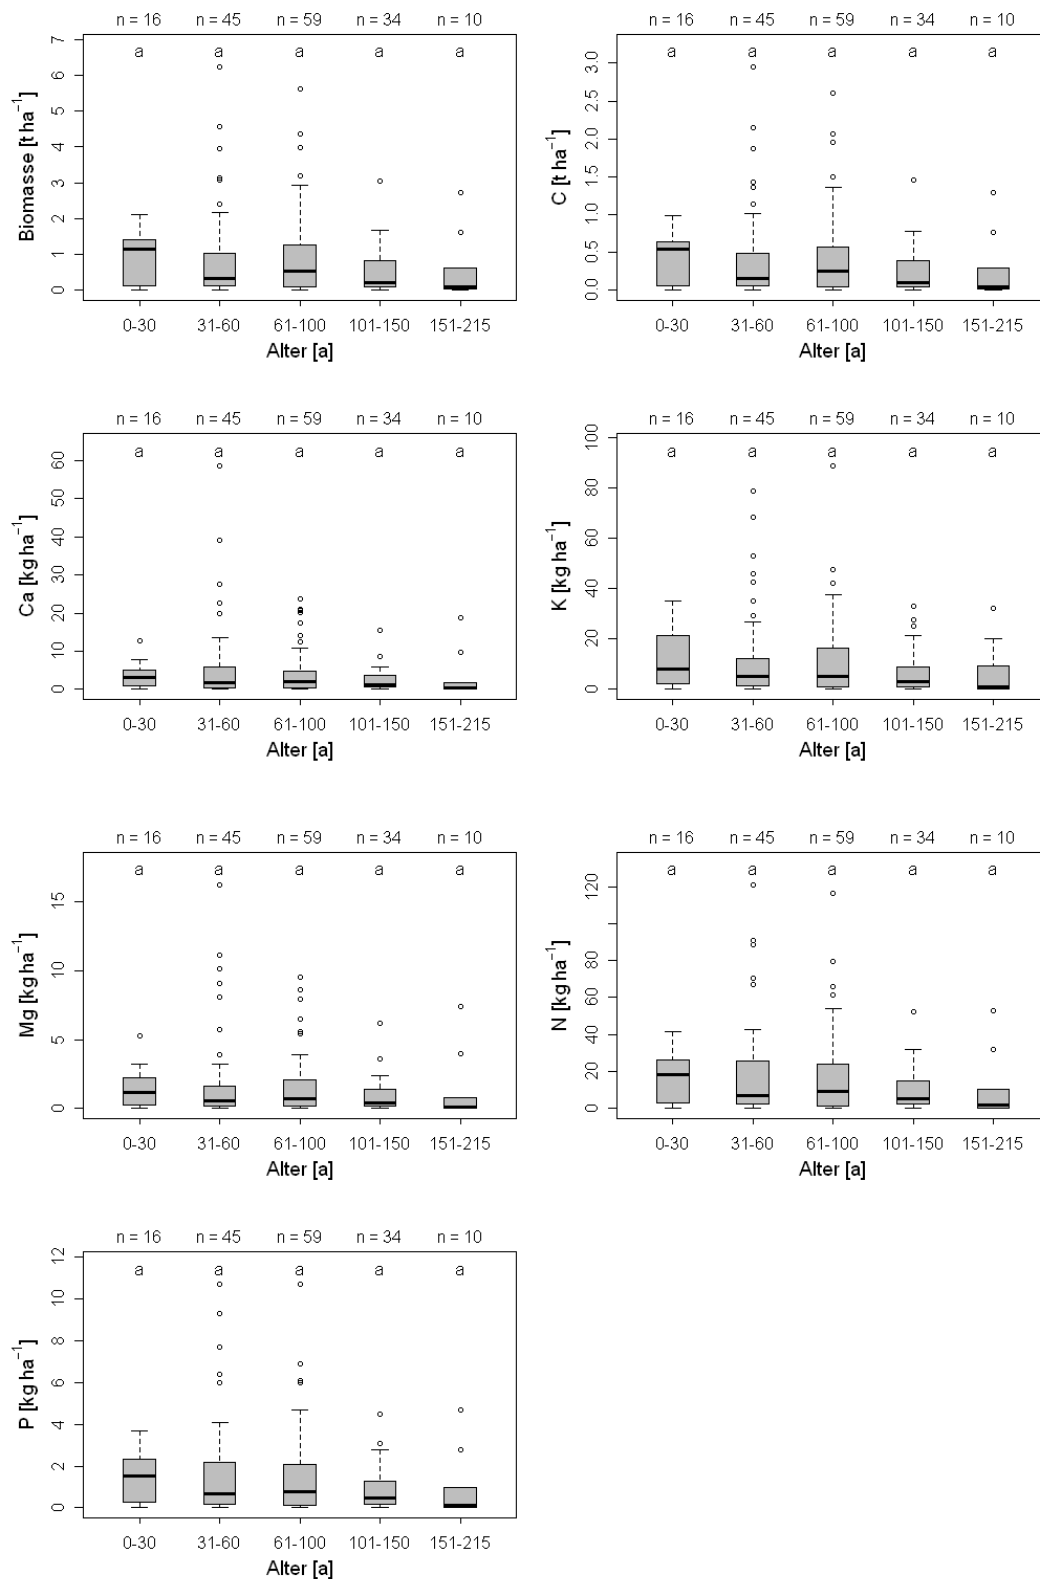 n = 16 n = 45 n = 59 n = 34 n = 10
a a a a a
Biomasse [t ha⁻¹]
7
6
5
4
3
2
1
0
0-30 31-60 61-100 101-150 151-215
Alter [a]
n = 16 n = 45 n = 59 n = 34 n = 10
a a a a a
C [t ha⁻¹]
3.0
2.5
2.0
1.5
1.0
0.5
0.0
0-30 31-60 61-100 101-150 151-215
Alter [a]
n = 16 n = 45 n = 59 n = 34 n = 10
a a a a a
Ca [kg ha⁻¹]
60
50
40
30
20
10
0
0-30 31-60 61-100 101-150 151-215
Alter [a]
n = 16 n = 45 n = 59 n = 34 n = 10
a a a a a
K [kg ha⁻¹]
100
80
60
40
20
0
0-30 31-60 61-100 101-150 151-215
Alter [a]
n = 16 n = 45 n = 59 n = 34 n = 10
a a a a a
Mg [kg ha⁻¹]
15
10
5
0
0-30 31-60 61-100 101-150 151-215
Alter [a]
n = 16 n = 45 n = 59 n = 34 n = 10
a a a a a
N [kg ha⁻¹]
120
80
60
40
20
0
0-30 31-60 61-100 101-150 151-215
Alter [a]
n = 16 n = 45 n = 59 n = 34 n = 10
a a a a a
P [kg ha⁻¹]
12
10
8
6
4
2
0
0-30 31-60 61-100 101-150 151-215
Alter [a]